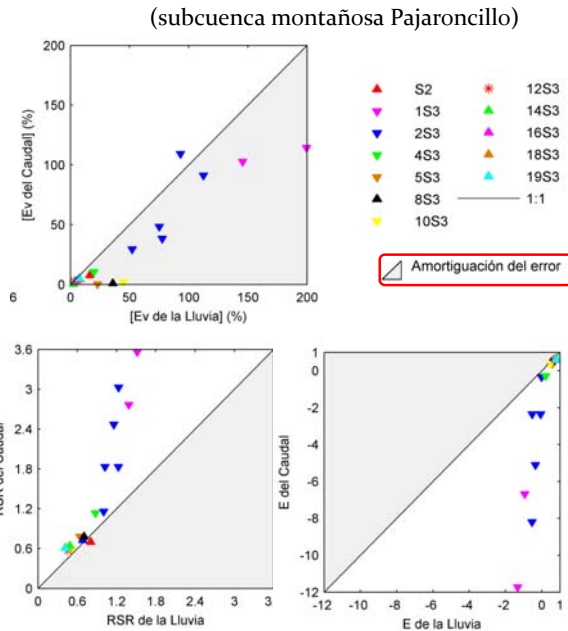 (subcuenca montañosa Pajaroncillo)
200
150
100
50
0
0 50 100 150 200
[Ev del Caudal] (%)
[Ev de la Lluvia] (%)
6
S2
1S3
2S3
4S3
5S3
8S3
10S3
12S3
14S3
16S3
18S3
19S3
1:1
Amortiguación del error
3.6
3
2.4
1.8
1.2
0.6
0
0 0.6 1.2 1.8 2.4 3 3
del Caudal
RSR de la Lluvia
1
0
-2
-4
-6
-8
-10
-12
-12 -10 -8 -6 -4 -2 0 1
E del Caudal
E de la Lluvia